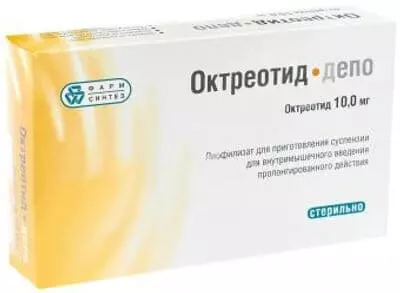 ФАРМ
СИНТЕЗ
Октреотид•депо
Октреотид 10,0 мг
Лиофилизат для приготовления суспензии
для внутримышечного введения
пролонгированного действия
стерильно